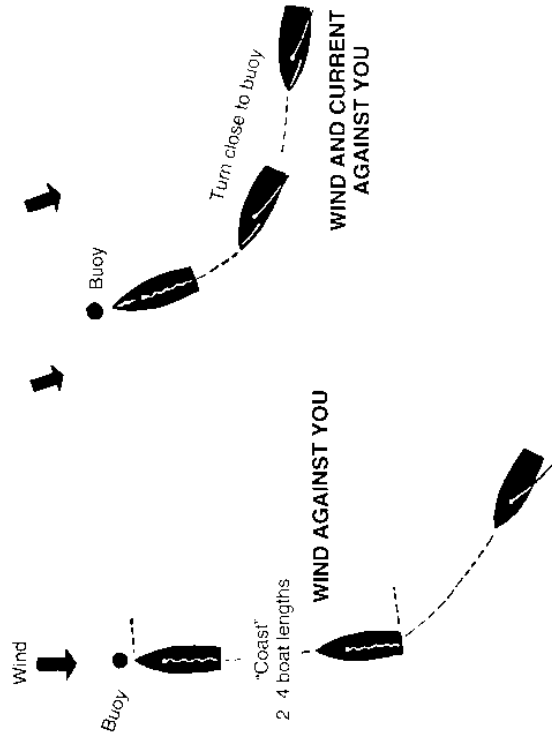 Buoy
Turn close to buoy
WIND AND CURRENT
AGAINST YOU
Wind
Buoy
"Coast"
2 4 boat lengths
WIND AGAINST YOU